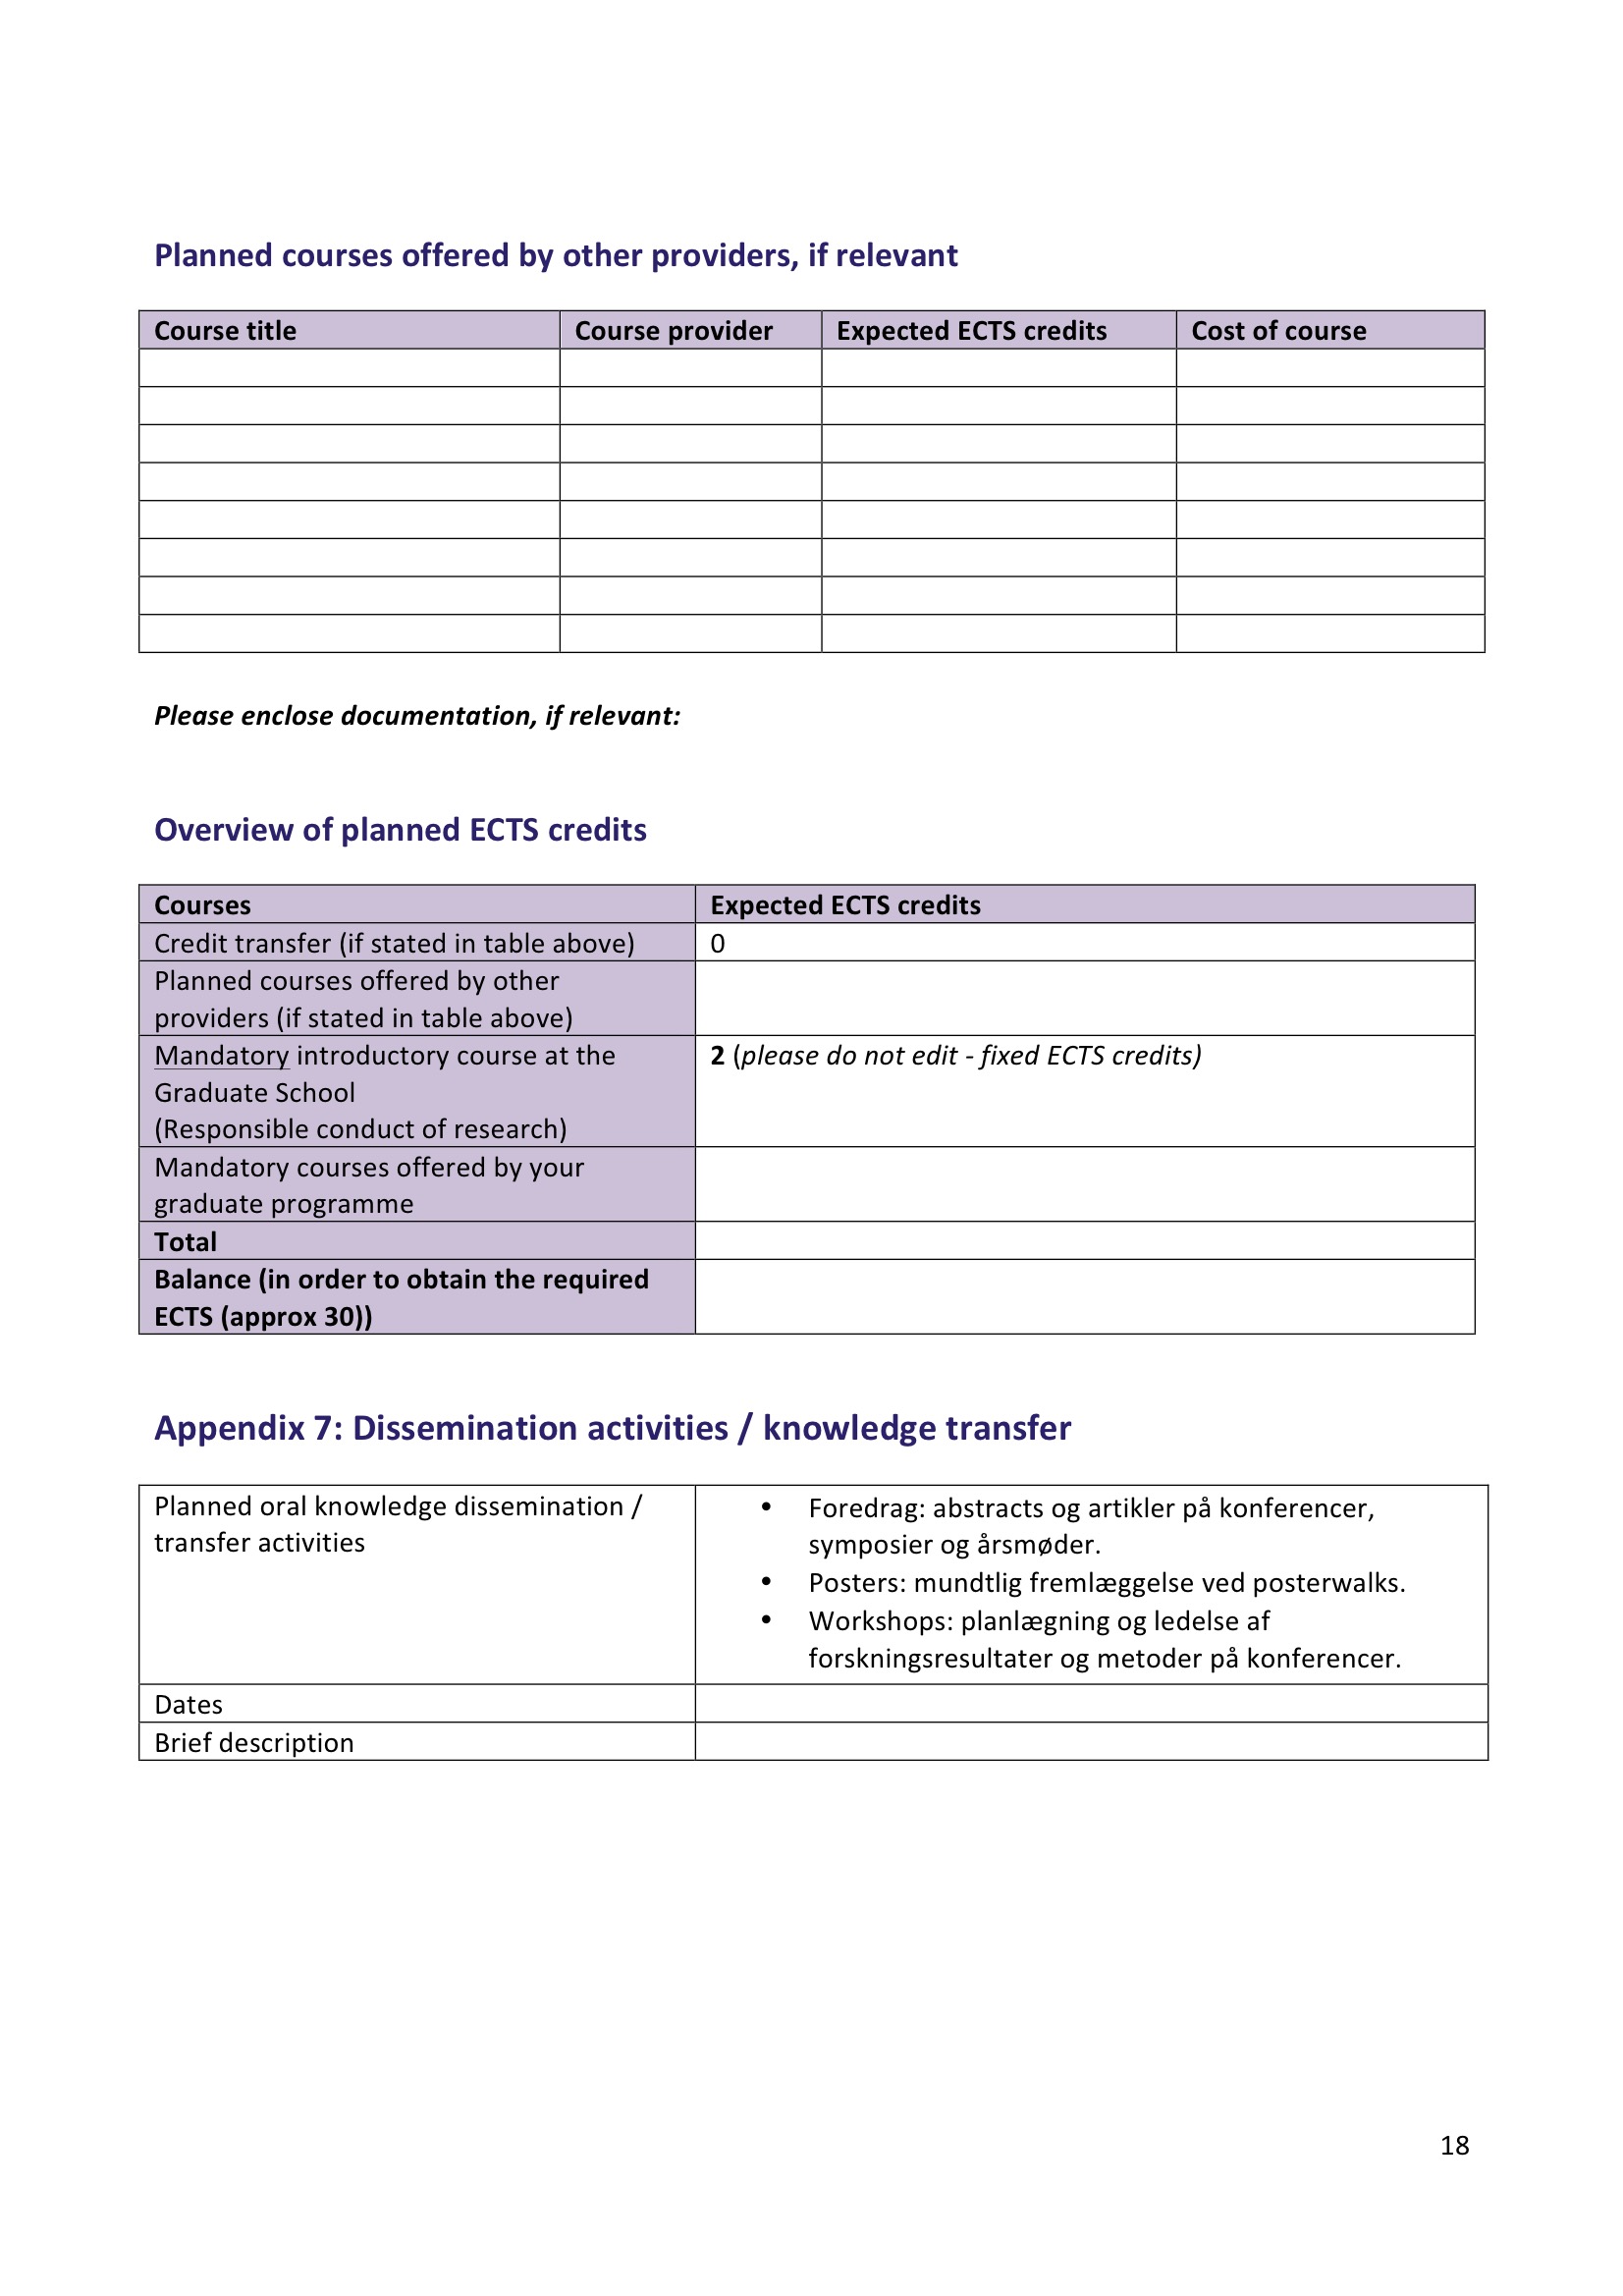 Planned courses offered by other providers, if relevant
Course title Course provider Expected ECTS credits Cost of course
Please enclose documentation, if relevant:
Overview of planned ECTS credits
Courses Expected ECTS credits
Credit transfer (if stated in table above) 0
Planned courses offered by other
providers (if stated in table above)
Mandatory introductory course at the 2 (please do not edit - fixed ECTS credits)
Graduate School
(Responsible conduct of research)
Mandatory courses offered by your
graduate programme
Total
Balance (in order to obtain the required
ECTS (approx 30))
Appendix 7: Dissemination activities / knowledge transfer
Planned oral knowledge dissemination /
transfer activities
• Foredrag: abstracts og artikler på konferencer,
symposier og årsmøder.
• Posters: mundtlig fremlæggelse ved posterwalks.
• Workshops: planlægning og ledelse af
forskningsresultater og metoder på konferencer.
Dates
Brief description
18